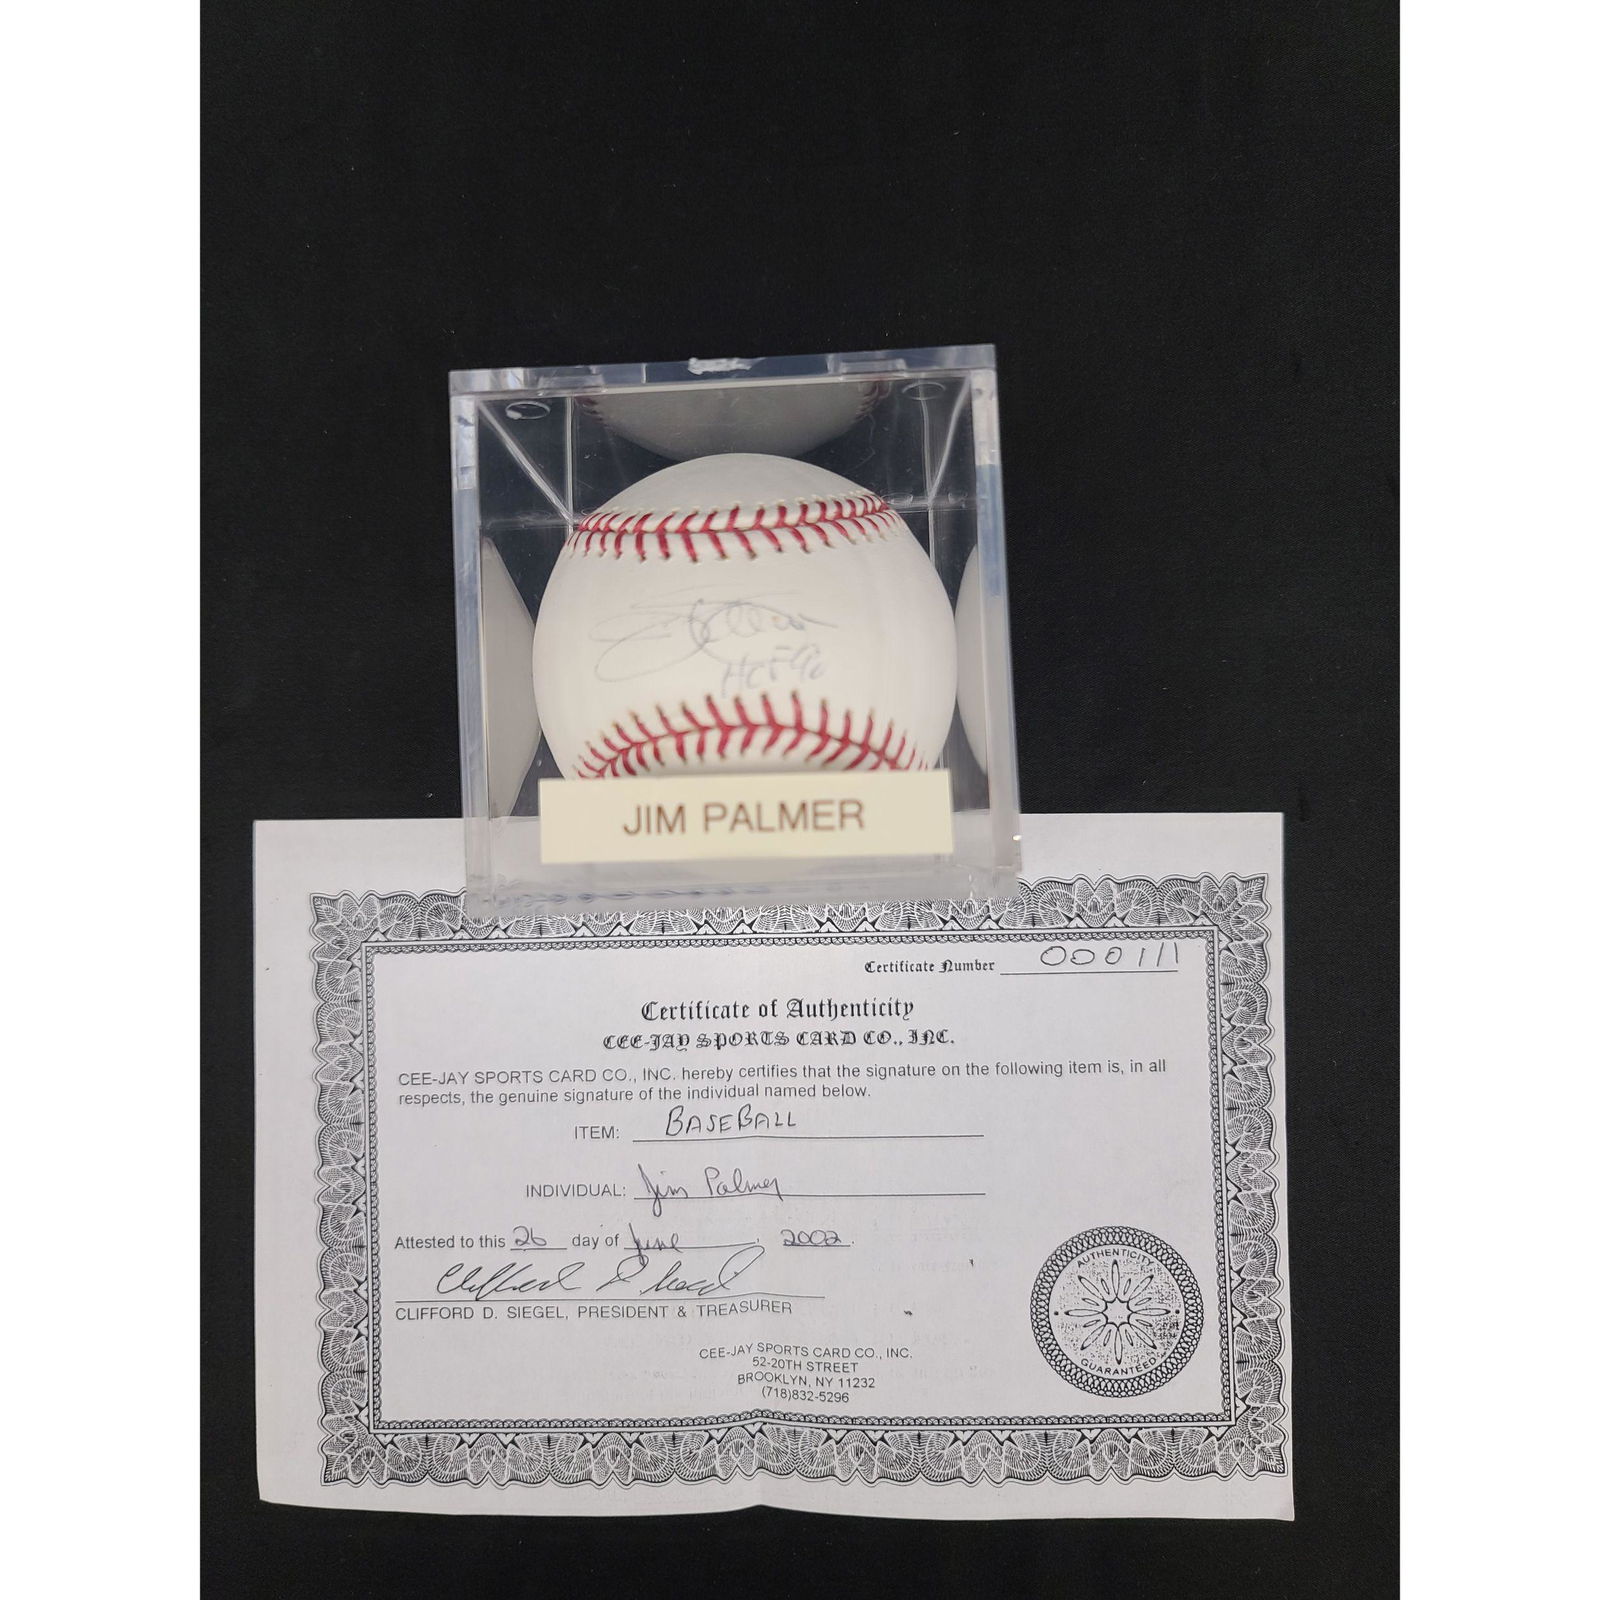 HOF 90
JIM PALMER
Certificate Number 000111
Certificate of Authenticity
CEE-JAY SPORTS CARD CO., INC.
CEE-JAY SPORTS CARD CO., INC. hereby certifies that the signature on the following item is, in all
respects, the genuine signature of the individual named below.
ITEM: BASEBALL
INDIVIDUAL: Jim Palmer
Attested to this 26 day of June, 2002.
CLIFFORD D. SIEGEL, PRESIDENT & TREASURER
AUTHENTICITY
GUARANTEED
CEE-JAY SPORTS CARD CO., INC.
52-20TH STREET
BROOKLYN, NY 11232
(718)832-5296